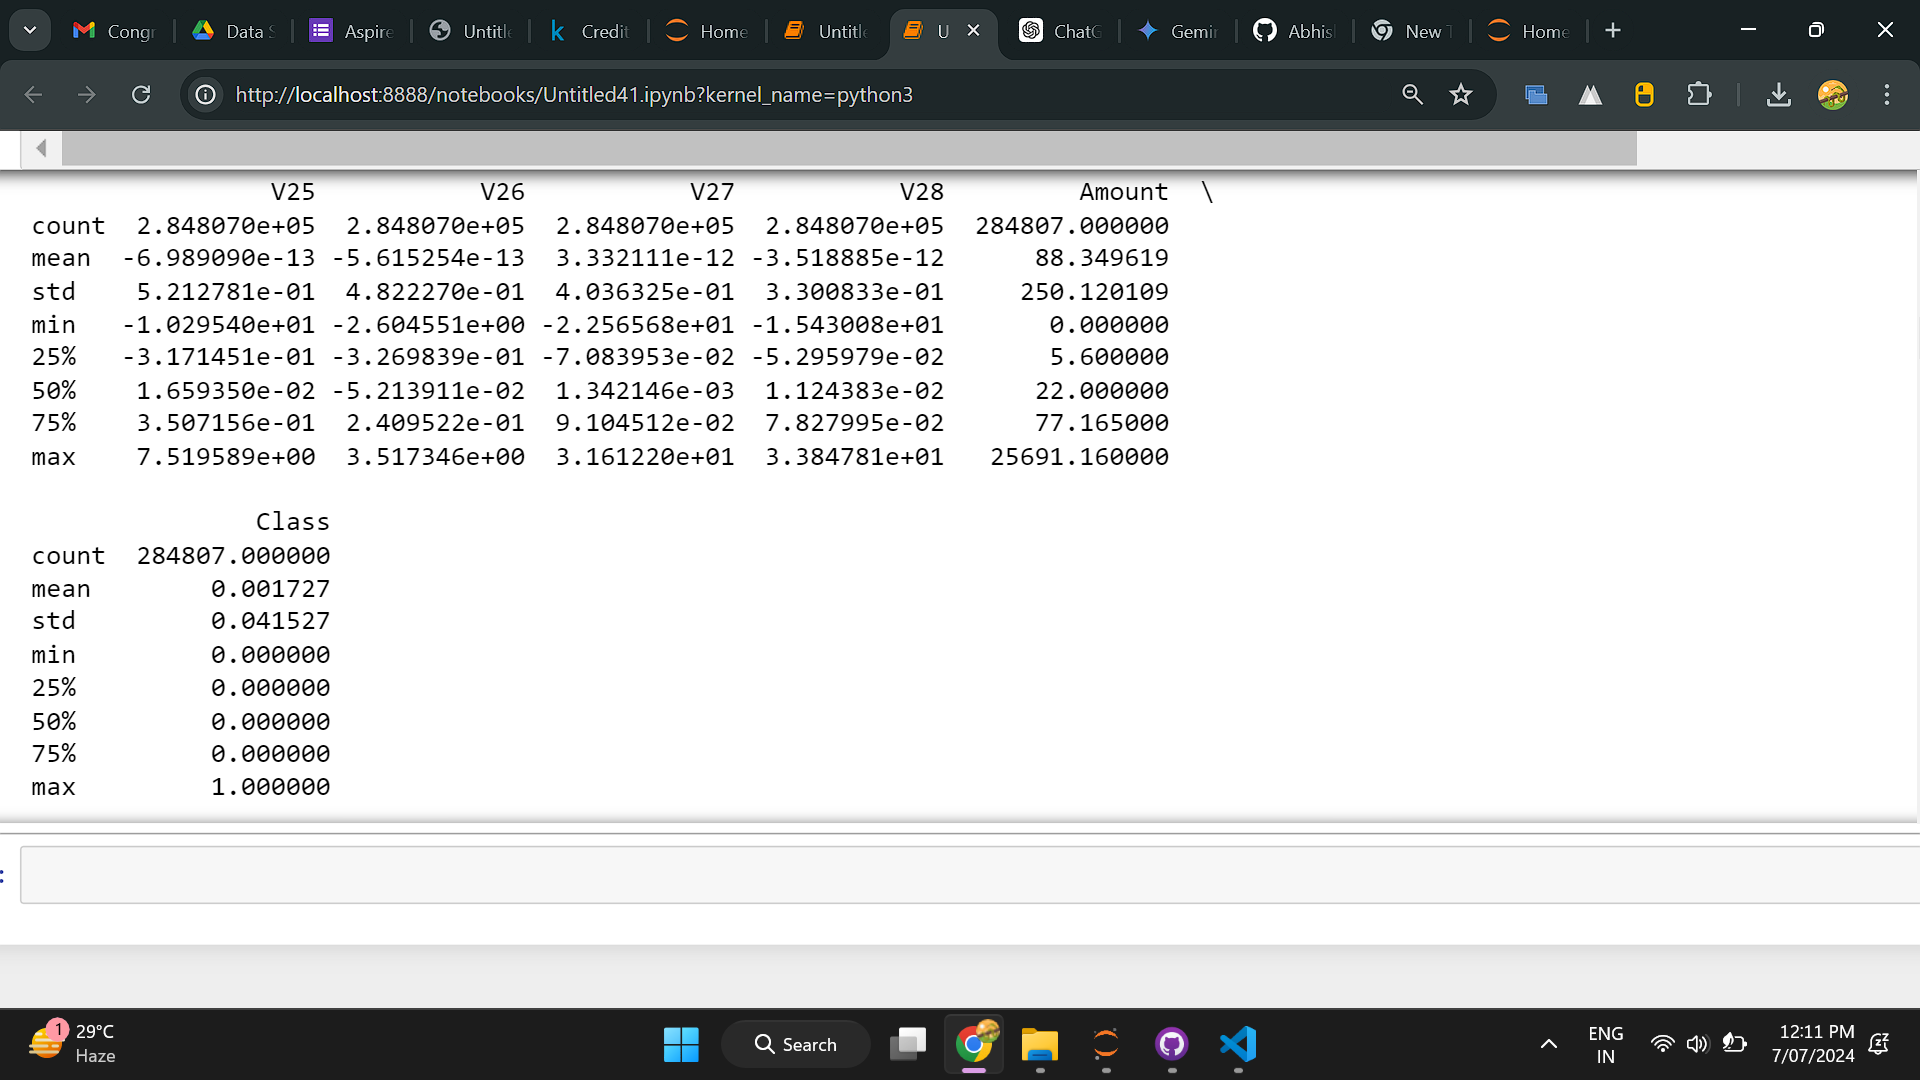 Congr
Data S
Aspire
Untitle
Credit
Home
Untitle
U
ChatG
Gemin
Abhis
New T
Home
http://localhost:8888/notebooks/Untitled41.ipynb?kernel_name=python3
V25 V26 V27 V28 Amount \
count 2.848070e+05 2.848070e+05 2.848070e+05 2.848070e+05 284807.000000
mean -6.989090e-13 -5.615254e-13 3.332111e-12 -3.518885e-12 88.349619
std 5.212781e-01 4.822270e-01 4.036325e-01 3.300833e-01 250.120109
min -1.029540e+01 -2.604551e+00 -2.256568e+01 -1.543008e+01 0.000000
25% -3.171451e-01 -3.269839e-01 -7.083953e-02 -5.295979e-02 5.600000
50% 1.659350e-02 -5.213911e-02 1.342146e-03 1.124383e-02 22.000000
75% 3.507156e-01 2.409522e-01 9.104512e-02 7.827995e-02 77.165000
max 7.519589e+00 3.517346e+00 3.161220e+01 3.384781e+01 25691.160000
Class
count 284807.000000
mean 0.001727
std 0.041527
min 0.000000
25% 0.000000
50% 0.000000
75% 0.000000
max 1.000000
:
1
29°C
Haze
Search
ENG
IN
12:11 PM
7/07/2024